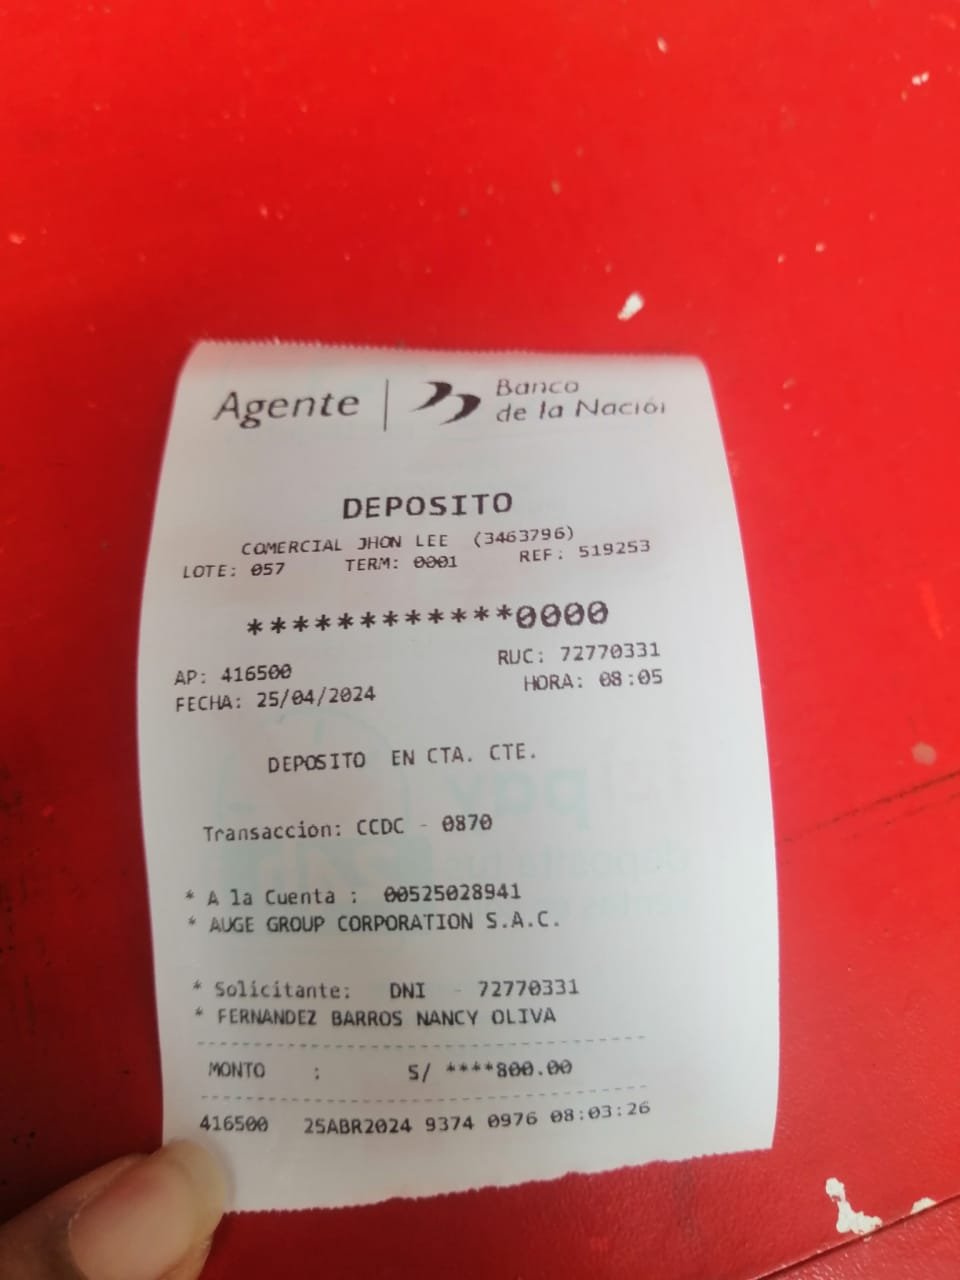 Agente
Banco
de la Nación
DEPOSITO
COMERCIAL JHON LEE (3463796)
LOTE: 057 TERM: 0001 REF: 519253
************0000
AP: 416500 RUC: 72770331
FECHA: 25/04/2024 HORA: 08:05
DEPOSITO EN CTA. CTE.
Transaccion: CCDC - 0870
* A la Cuenta : 00525028941
* AUGE GROUP CORPORATION S.A.C.
* Solicitante: DNI - 72770331
* FERNANDEZ BARROS NANCY OLIVA
MONTO : S/ ****800.00
416500 25ABR2024 9374 0976 08:03:26